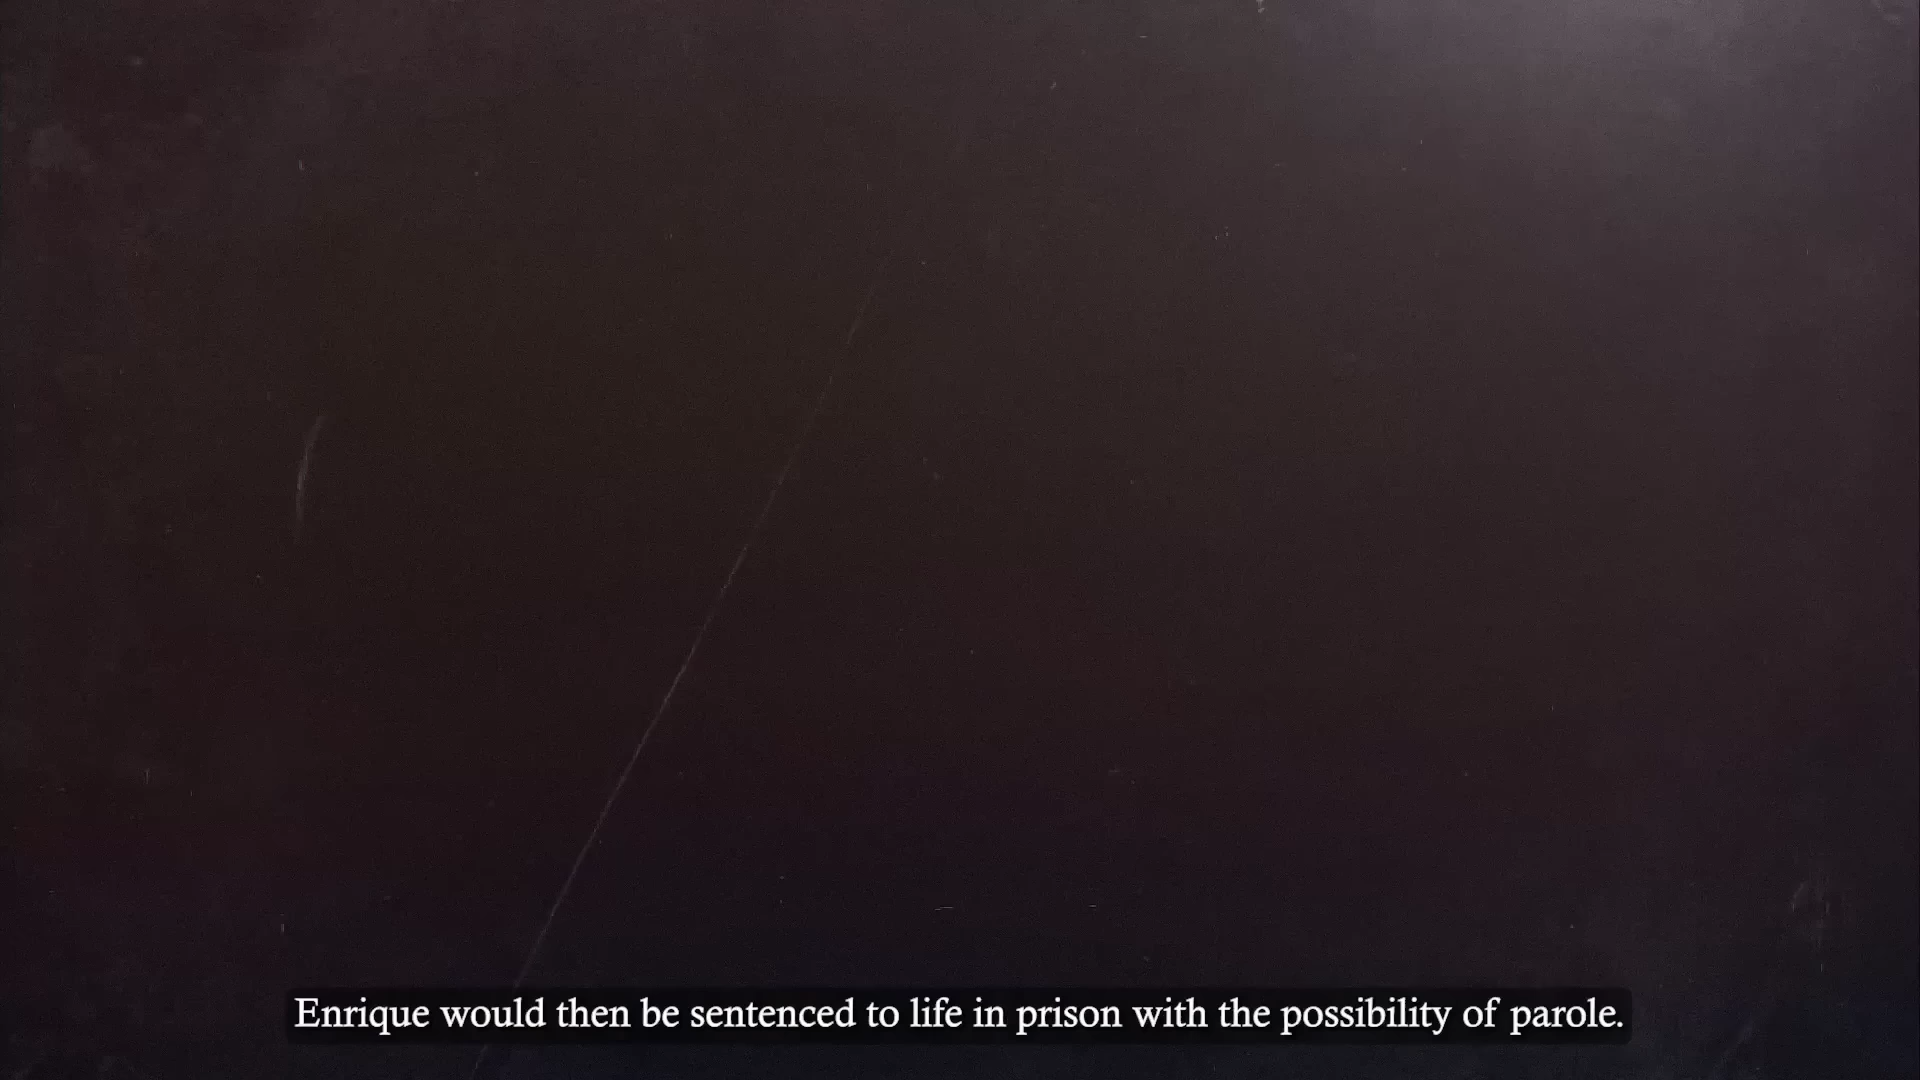 Enrique would then be sentenced to life in prison with the possibility of parole.